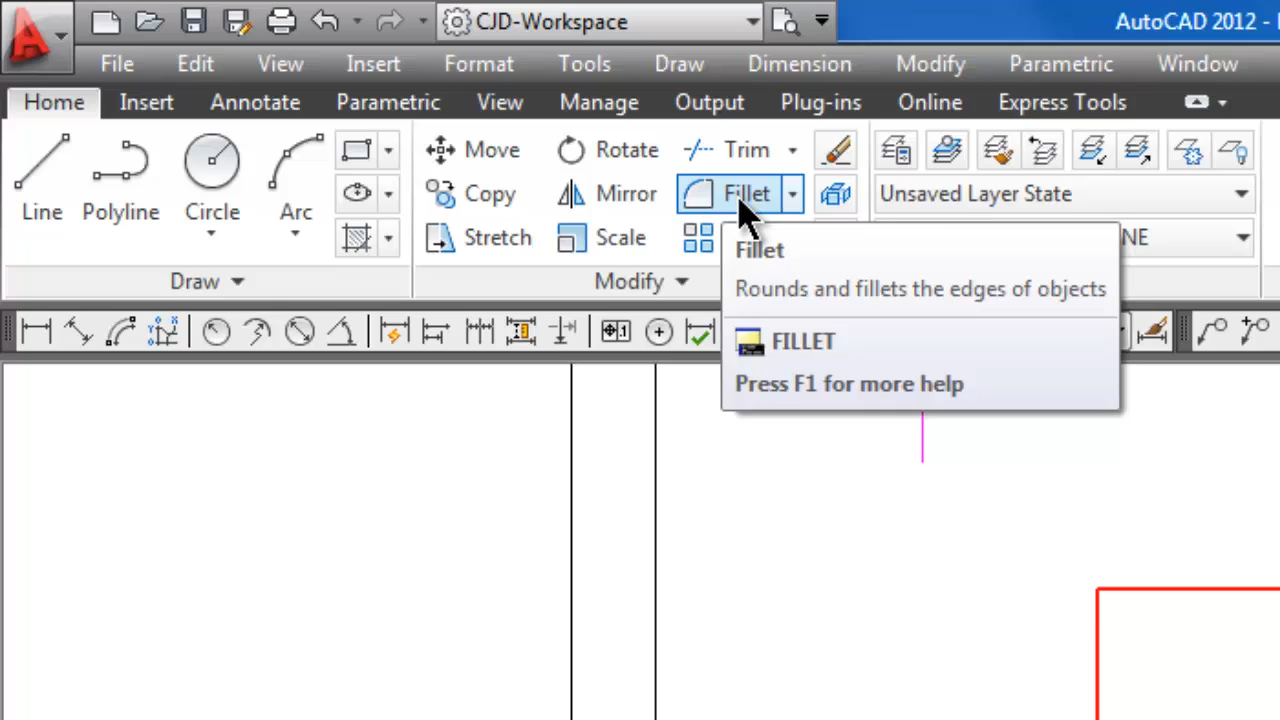 CJD-Workspace
AutoCAD 2012 -
File Edit View Insert Format Tools Draw Dimension Modify Parametric Window
Home Insert Annotate Parametric View Manage Output Plug-ins Online Express Tools
Move Rotate Trim
Copy Mirror Fillet Unsaved Layer State
Line Polyline Circle Arc
Stretch Scale NE
Draw Modify
Fillet
Rounds and fillets the edges of objects
FILLET
Press F1 for more help